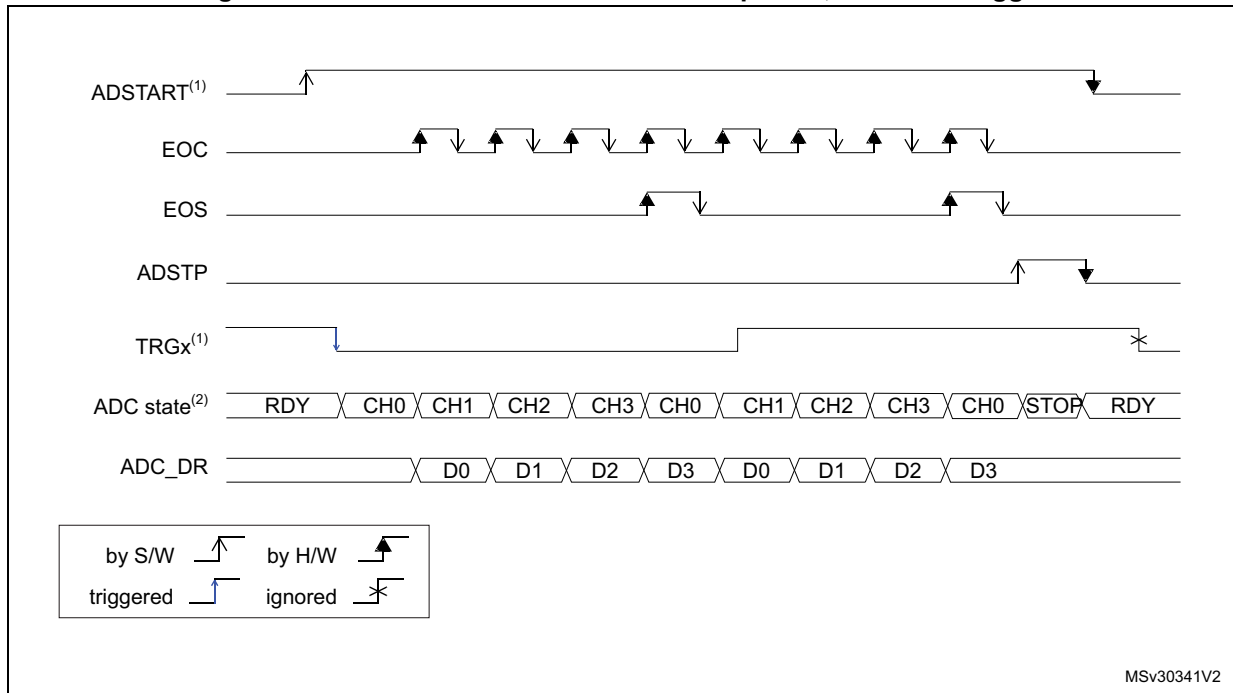 ADSTART(1)
EOC
EOS
ADSTP
TRGx(1)
ADC state(2) RDY CH0 CH1 CH2 CH3 CH0 CH1 CH2 CH3 CH0 STOP RDY
ADC_DR D0 D1 D2 D3 D0 D1 D2 D3
by S/W by H/W
triggered ignored
MSv30341V2